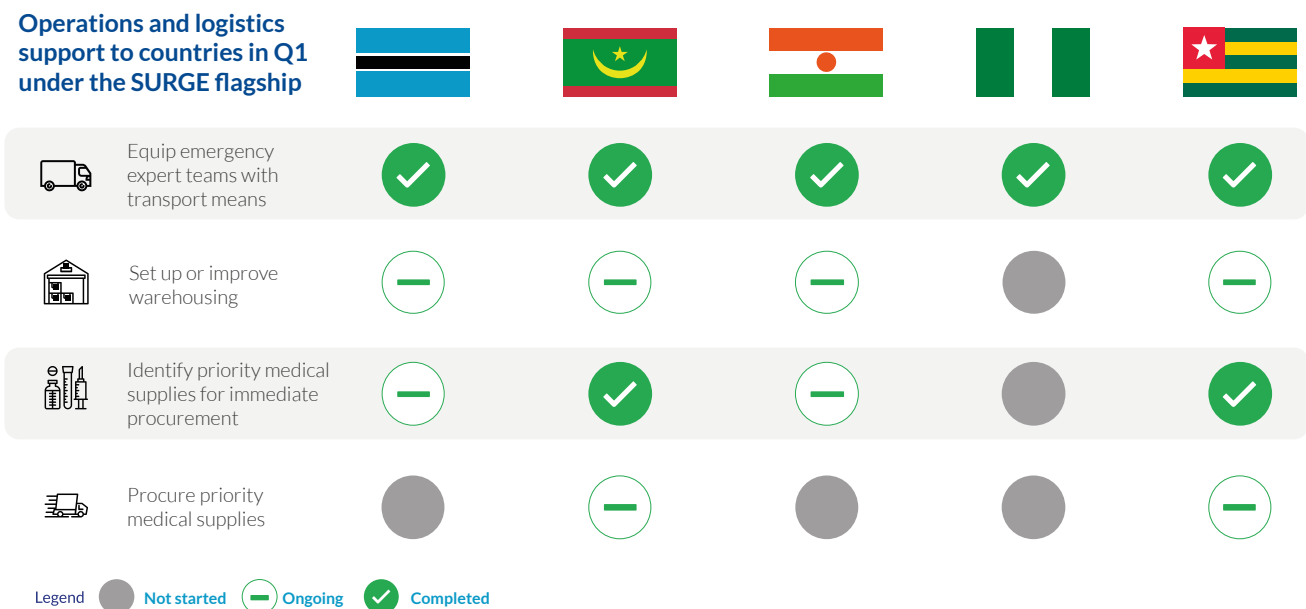 Operations and logistics
support to countries in Q1
under the SURGE flagship
Equip emergency
expert teams with
transport means
Set up or improve
warehousing
Identify priority medical
supplies for immediate
procurement
Procure priority
medical supplies
Legend Not started Ongoing Completed